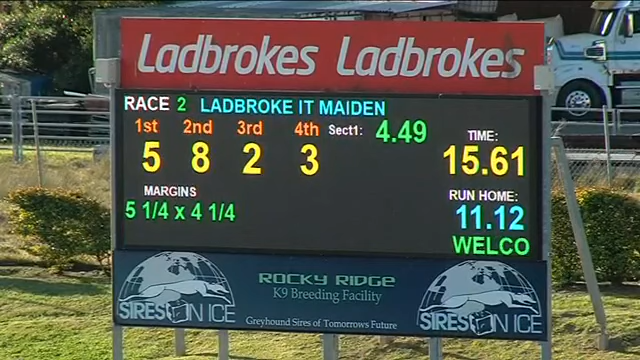 Ladbrokes Ladbrokes
RACE 2 LADBROKE IT MAIDEN
1st 2nd 3rd 4th Sect1: 4.49 TIME:
5 8 2 3 15.61
MARGINS RUN HOME:
5 1/4 x 4 1/4 11.12
WELCO
ROCKY RIDGE
K9 Breeding Facility
SIRES ON ICE SIRES ON ICE
Greyhound Sires of Tomorrows Future